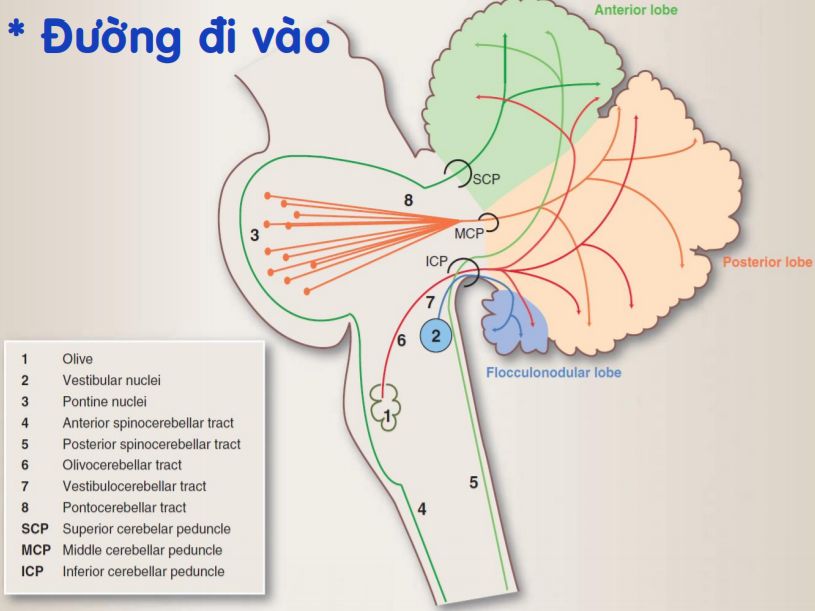 * Đường đi vào
Anterior lobe
SCP
8
3
MCP
ICP
Posterior lobe
7
2
6
Flocculonodular lobe
1
5
4
1 Olive
2 Vestibular nuclei
3 Pontine nuclei
4 Anterior spinocerebellar tract
5 Posterior spinocerebellar tract
6 Olivocerebellar tract
7 Vestibulocerebellar tract
8 Pontocerebellar tract
SCP Superior cerebelar peduncle
MCP Middle cerebellar peduncle
ICP Inferior cerebellar peduncle